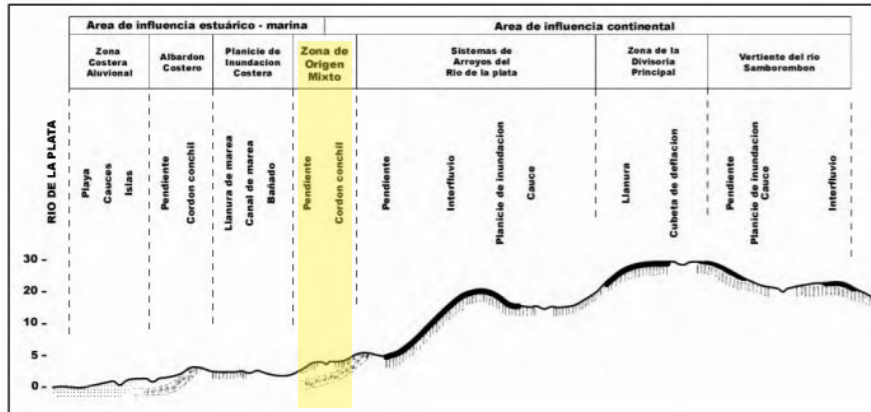 Area de influencia estuárico - marina
Area de influencia continental
Zona
Costera
Aluvional
Albardon
Costero
Planicie de
Inundacion
Costera
Zona de
Origen
Mixto
Sistemas de
Arroyos del
Rio de la plata
Zona de la
Divisoria
Principal
Vertiente del rio
Samborombon
RIO DE LA PLATA
Playa
Cauces
Islas
Pendiente
Cordon conchil
Llanura de marea
Canal de marea
Bañado
Pendiente
Cordon conchil
Pendiente
Interfluvio
Planicie de inundacion
Cauce
Llanura
Cubeta de deflacion
Pendiente
Planicie de inundacion
Cauce
Interfluvio
30 -
20 -
10 -
5 -
0 -